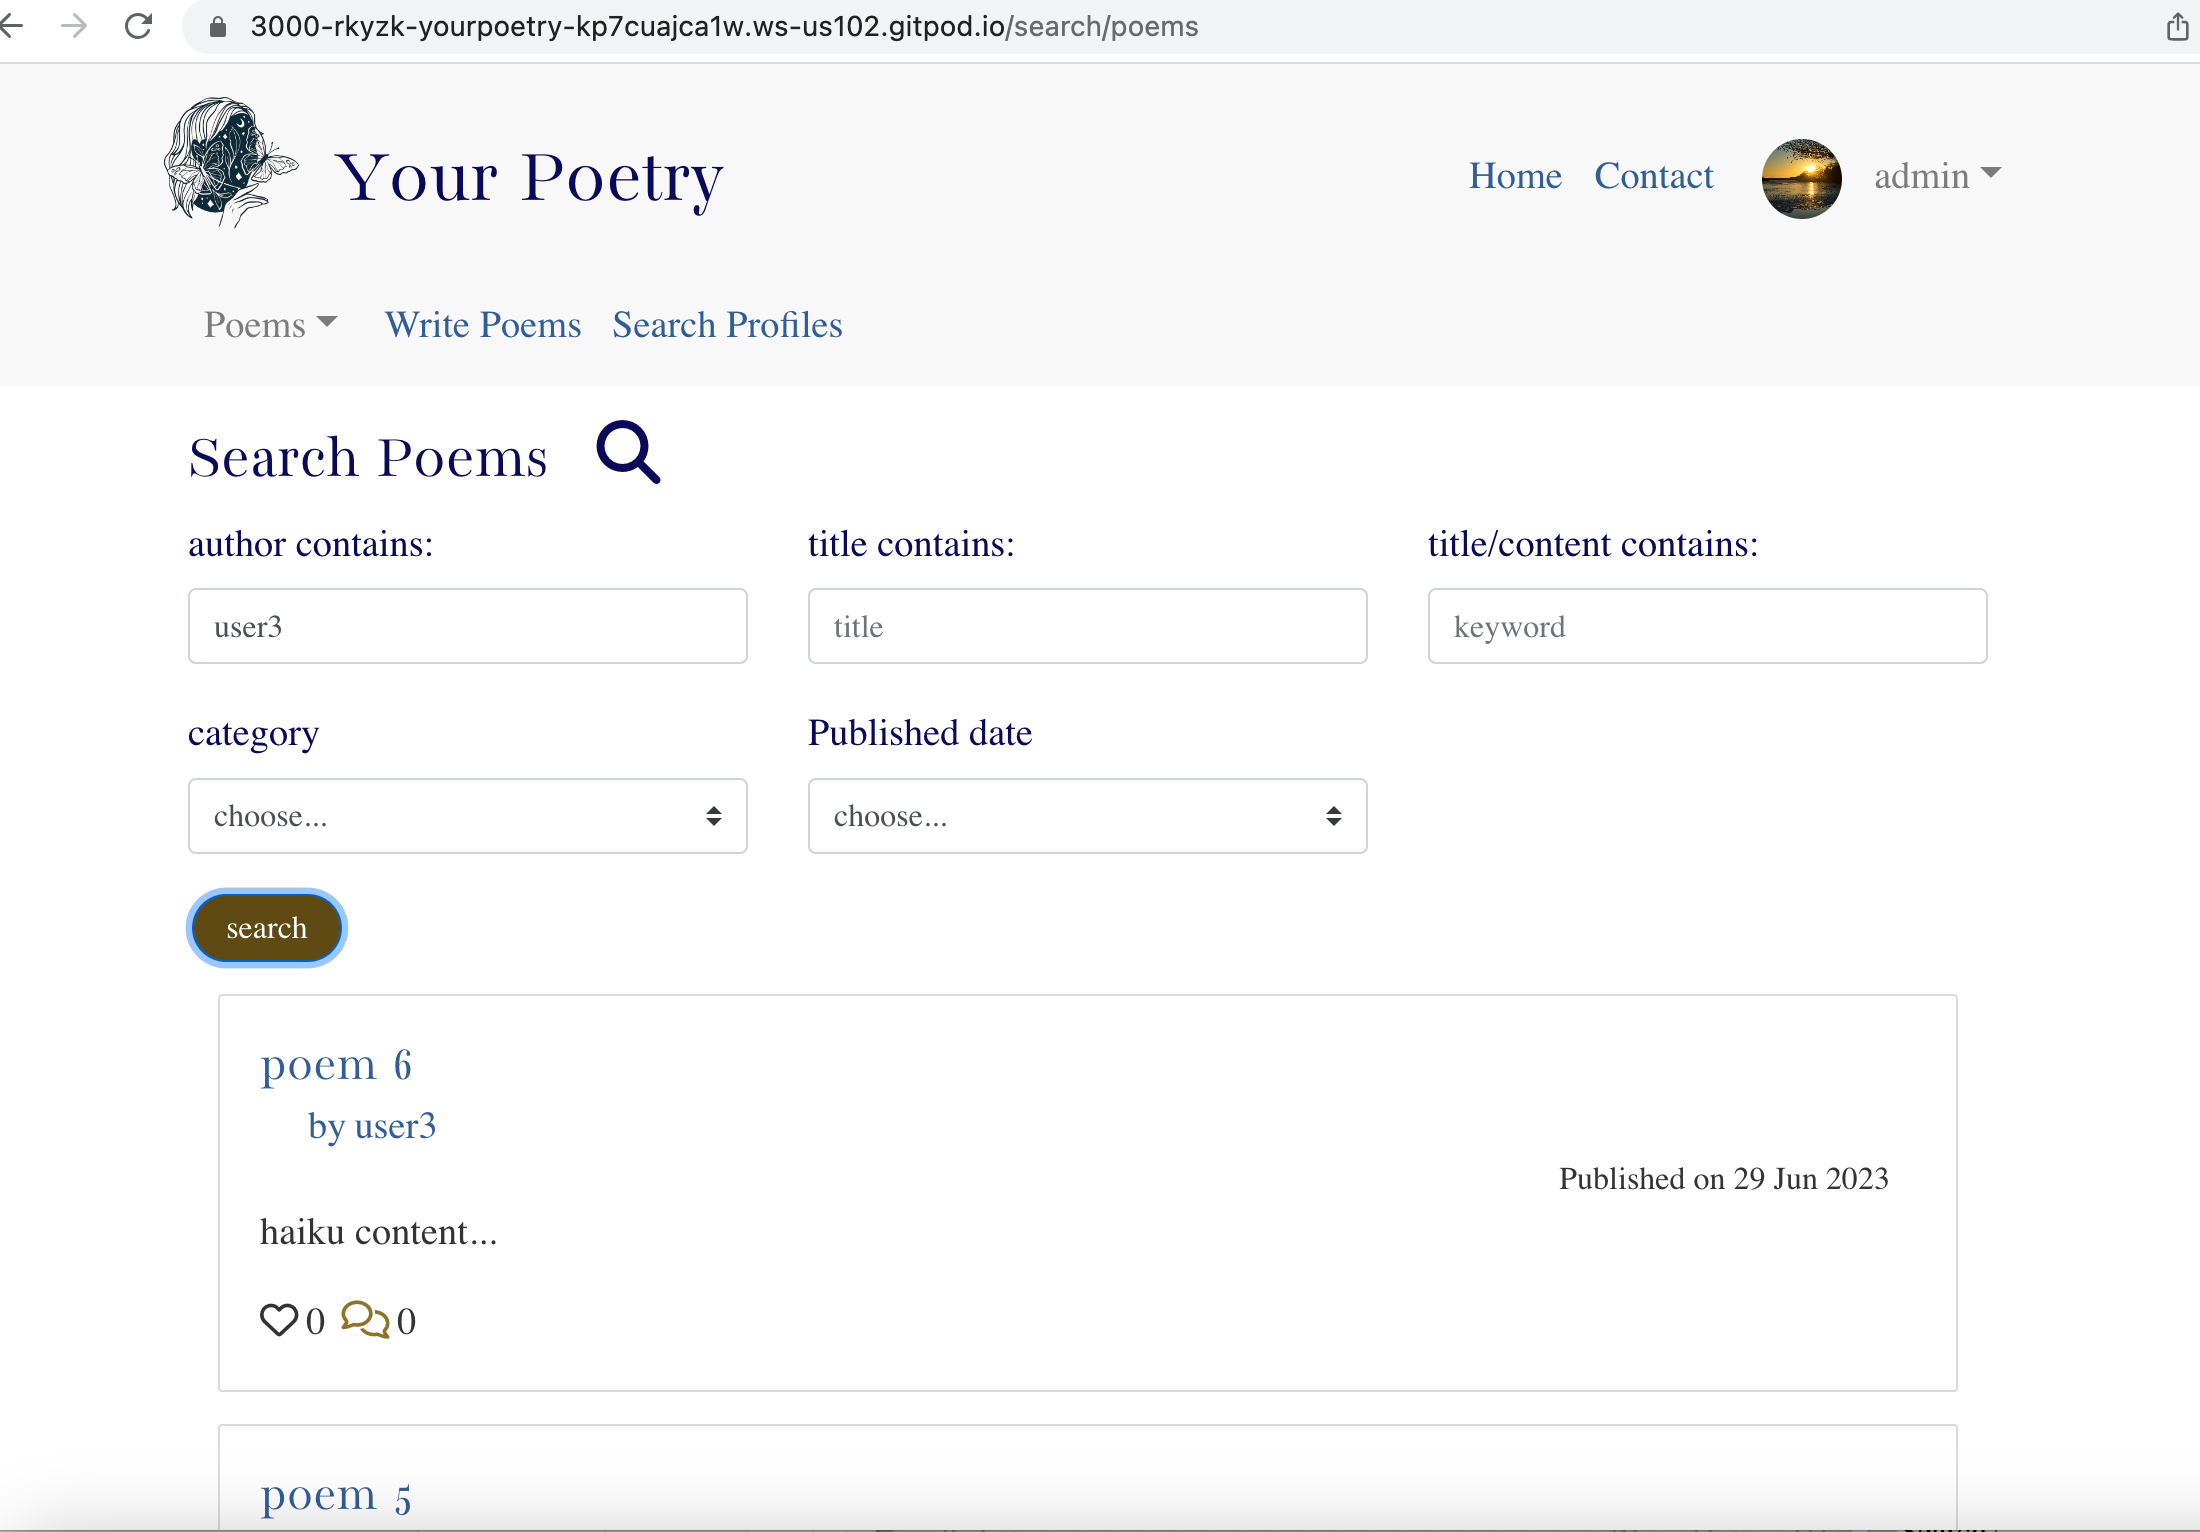 3000-rkyzk-yourpoetry-kp7cuajca1w.ws-us102.gitpod.io/search/poems
Your Poetry
Home Contact admin
Poems Write Poems Search Profiles
Search Poems
author contains: title contains: title/content contains:
user3 title keyword
category Published date
choose... choose...
search
poem 6
by user3
Published on 29 Jun 2023
haiku content...
0 0
poem 5